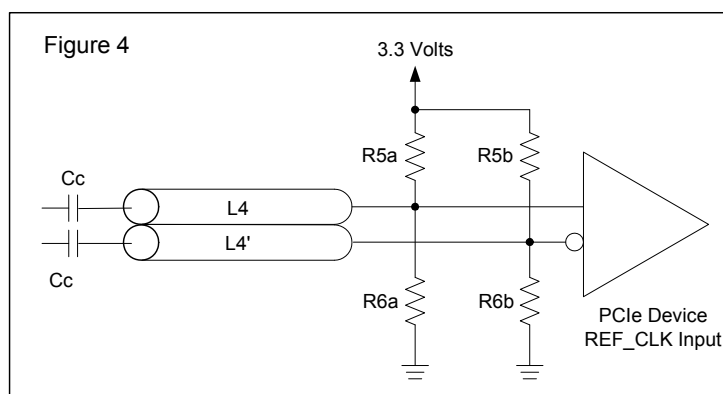 Figure 4
3.3 Volts
R5a
R5b
Cc
L4
L4'
Cc
R6a
R6b
PCIe Device
REF_CLK Input